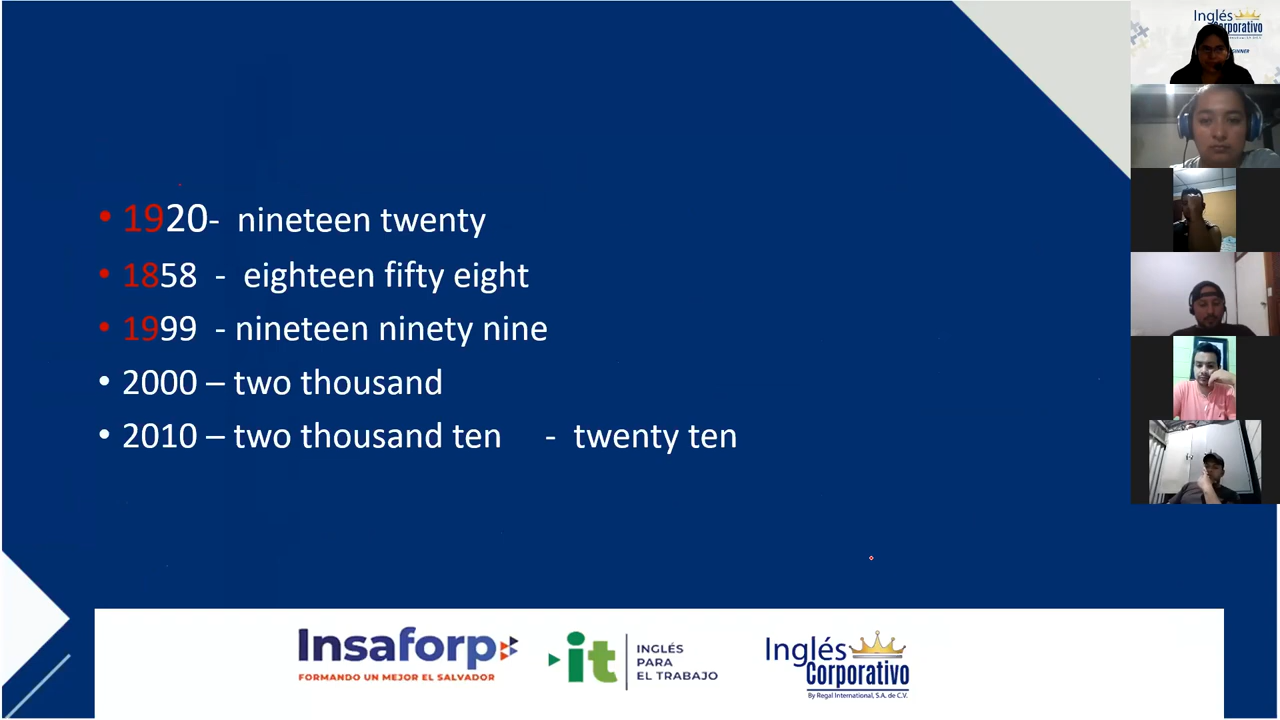 • 1920- nineteen twenty
• 1858 - eighteen fifty eight
• 1999 - nineteen ninety nine
• 2000 – two thousand
• 2010 – two thousand ten - twenty ten
Insaforp
FORMANDO UN MEJOR EL SALVADOR
it
INGLÉS
PARA
EL TRABAJO
Inglés
Corporativo
By Regal International, S.A. de C.V.
Inglés
Corporativo